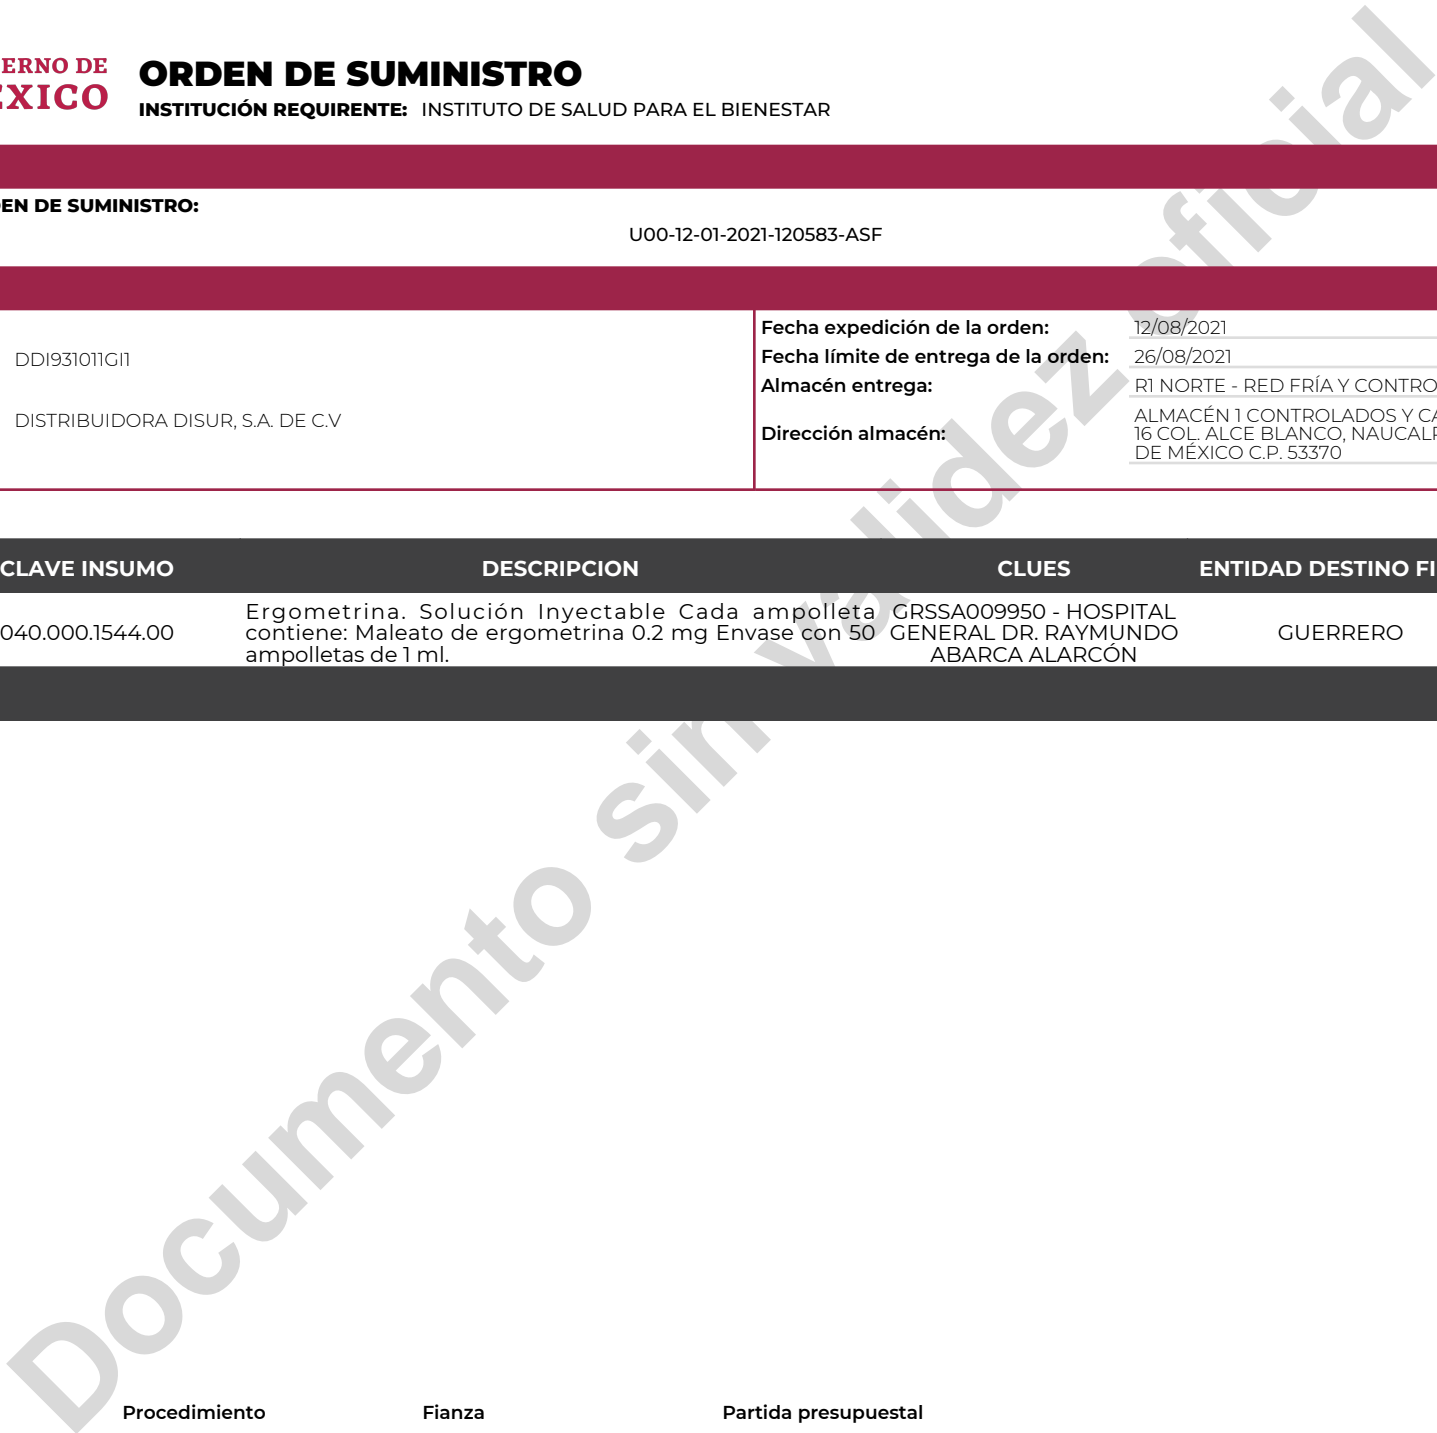 ERNO DE
ÉXICO
ORDEN DE SUMINISTRO
INSTITUCIÓN REQUIRENTE: INSTITUTO DE SALUD PARA EL BIENESTAR
EN DE SUMINISTRO:
U00-12-01-2021-120583-ASF
DDI931011GI1
DISTRIBUIDORA DISUR, S.A. DE C.V
Fecha expedición de la orden: 12/08/2021
Fecha límite de entrega de la orden: 26/08/2021
Almacén entrega: R1 NORTE - RED FRÍA Y CONTRO
Dirección almacén: ALMACÉN 1 CONTROLADOS Y CA
16 COL. ALCE BLANCO, NAUCALP
DE MÉXICO C.P. 53370
CLAVE INSUMO DESCRIPCION CLUES ENTIDAD DESTINO FI
040.000.1544.00
Ergometrina. Solución Inyectable Cada ampolleta
contiene: Maleato de ergometrina 0.2 mg Envase con 50
ampolletas de 1 ml.
GRSSA009950 - HOSPITAL
GENERAL DR. RAYMUNDO
ABARCA ALARCÓN
GUERRERO
Documento sin validez oficial
Procedimiento Fianza Partida presupuestal